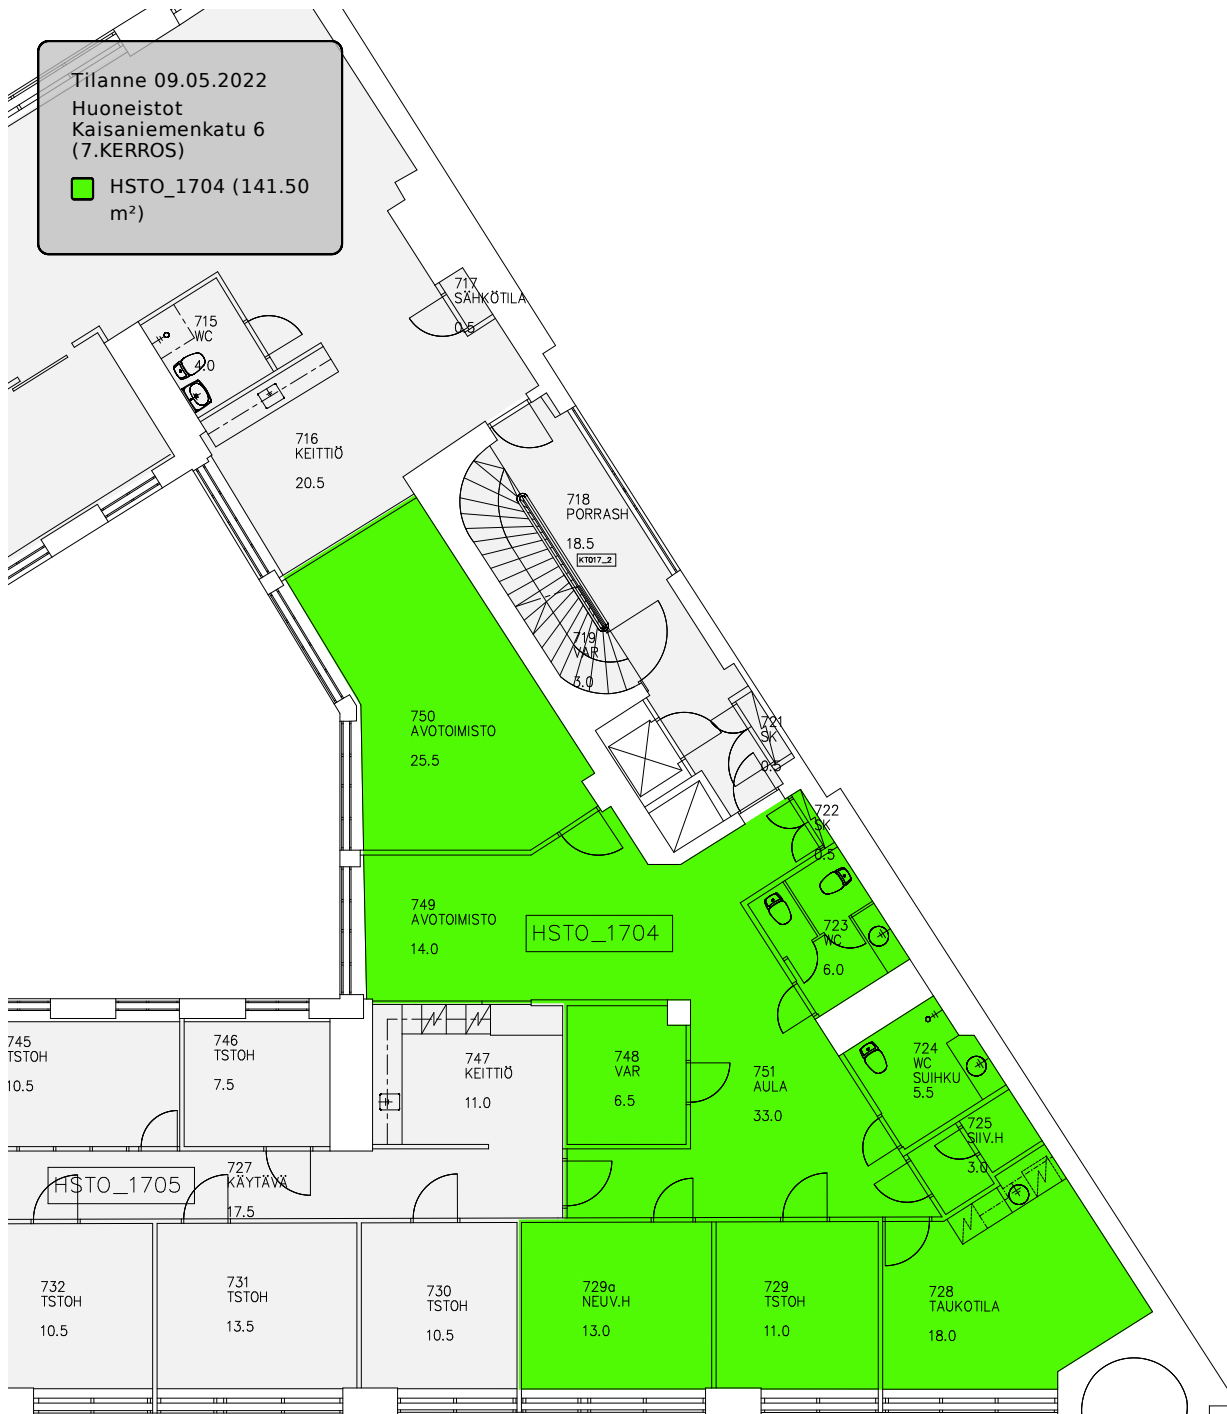 Tilanne 09.05.2022
Huoneistot
Kaisaniemenkatu 6
(7.KERROS)
HSTO_1704 (141.50
m²)
717
SÄHKÖTILA
0.5
715
WC
4.0
716
KEITTIÖ
20.5
718
PORRASH
18.5
KT017_2
719
VAR
3.0
750
AVOTOIMISTO
25.5
721
SK
0.5
722
SK
0.5
749
AVOTOIMISTO
14.0
HSTO_1704
723
WC
6.0
745
TSTOH
10.5
746
TSTOH
7.5
747
KEITTIÖ
11.0
748
VAR
6.5
751
AULA
33.0
724
WC
SUIHKU
5.5
725
SIIV.H
3.0
HSTO_1705
727
KÄYTÄVÄ
17.5
732
TSTOH
10.5
731
TSTOH
13.5
730
TSTOH
10.5
729a
NEUV.H
13.0
729
TSTOH
11.0
728
TAUKOTILA
18.0